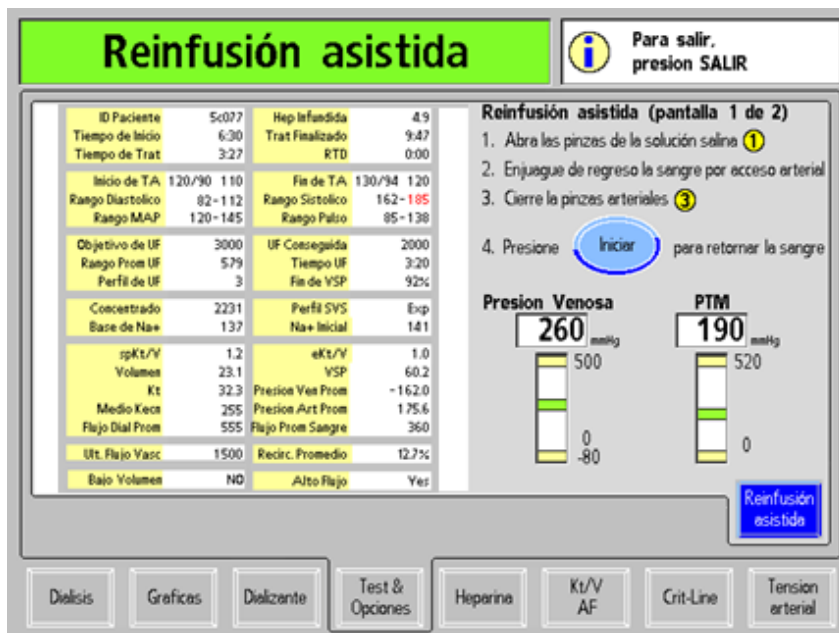 Reinfusión asistida
Para salir,
presion SALIR
ID Paciente 5c077 Hep Infundida 4.9
Tiempo de Inicio 6:30 Trat Finalizado 9:47
Tiempo de Trat 3:27 RTD 0:00
Inicio de TA 120/90 110 Fin de TA 130/94 120
Rango Diastolico 82-112 Rango Sistolico 162-185
Rango MAP 120-145 Rango Pulso 85-138
Objetivo de UF 3000 UF Conseguida 2000
Rango Prom UF 579 Tiempo UF 3:20
Perfil de UF 3 Fin de VSP 92%
Concentrado 2231 Perfil SVS Exp
Base de Na+ 137 Na+ Inicial 141
spKt/V 1.2 eKt/V 1.0
Volumen 23.1 VSP 60.2
Kt 32.3 Presion Ven Prom -162.0
Medio Kecn 255 Presion Art Prom 175.6
Flujo Dial Prom 555 Flujo Prom Sangre 360
Ult. Flujo Vasc 1500 Recirc. Promedio 12.7%
Bajo Volumen NO Alto Flujo Yes
Reinfusión asistida (pantalla 1 de 2)
1. Abra las pinzas de la solución salina 1
2. Enjuague de regreso la sangre por acceso arterial
3. Cierre la pinzas arteriales 3
4. Presione Iniciar para retornar la sangre
Presion Venosa PTM
260 mmHg 190 mmHg
500 520
0 0
-80
Reinfusión
asistida
Dialisis Graficas Dializante Test &
Opciones Heparina Kt/V
AF Crit-Line Tension
arterial